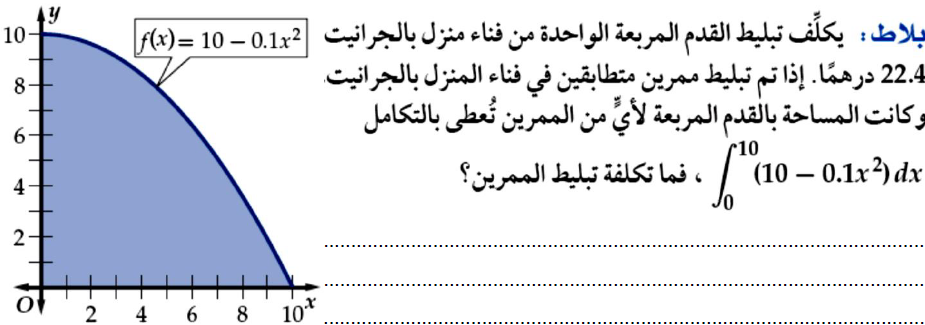 بلاط: يكلِّف تبليط القدم المربعة الواحدة من فناء منزل بالجرانيت
22.4 درهمًا. إذا تم تبليط ممرين متطابقين في فناء المنزل بالجرانيت،
وكانت المساحة بالقدم المربعة لأيٍّ من الممرين تُعطى بالتكامل
∫₀¹⁰ (10 − 0.1x²) dx ، فما تكلفة تبليط الممرين؟
y
f(x) = 10 − 0.1x²
10
8
6
4
2
O 2 4 6 8 10 x